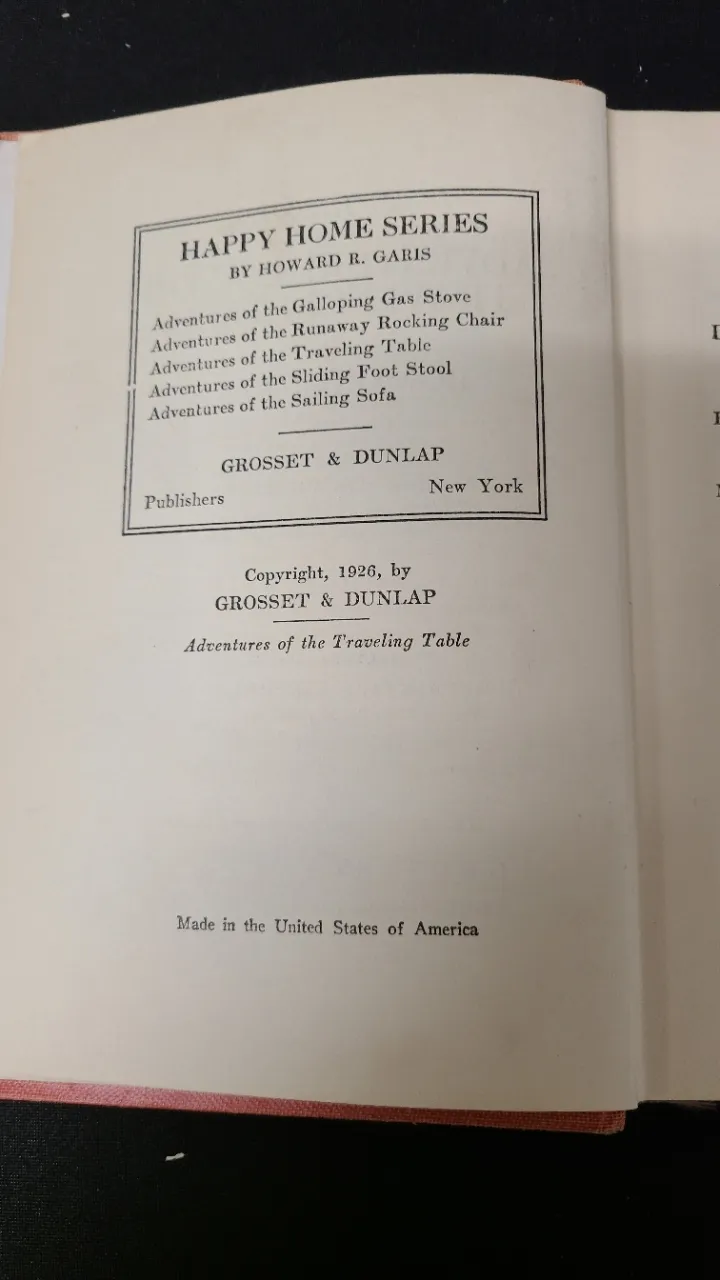 HAPPY HOME SERIES
BY HOWARD R. GARIS
Adventures of the Galloping Gas Stove
Adventures of the Runaway Rocking Chair
Adventures of the Traveling Table
Adventures of the Sliding Foot Stool
Adventures of the Sailing Sofa
GROSSET & DUNLAP
Publishers New York
Copyright, 1926, by
GROSSET & DUNLAP
Adventures of the Traveling Table
Made in the United States of America